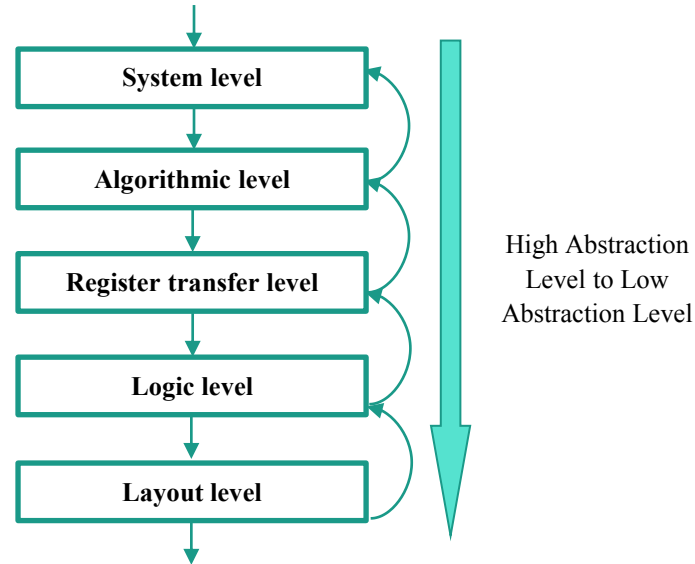 System level
Algorithmic level
Register transfer level
Logic level
Layout level
High Abstraction
Level to Low
Abstraction Level